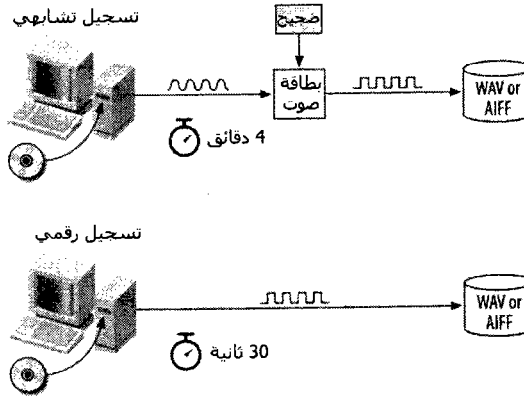 تسجيل تشابهي
ضجيج
بطاقة
صوت
WAV or
AIFF
4 دقائق
تسجيل رقمي
WAV or
AIFF
30 ثانية